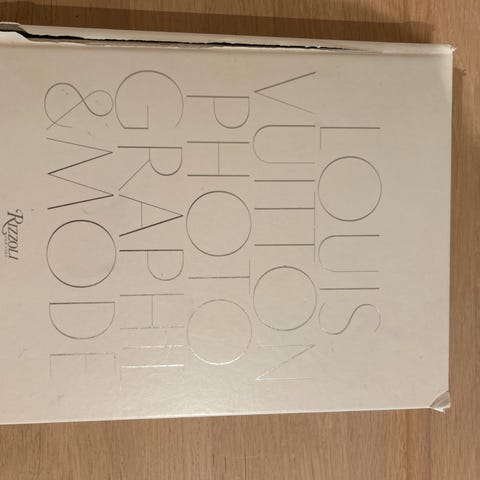 LOUIS
VUITTON
PHOTO
GRAPHIE
& MODE
RIZZOLI